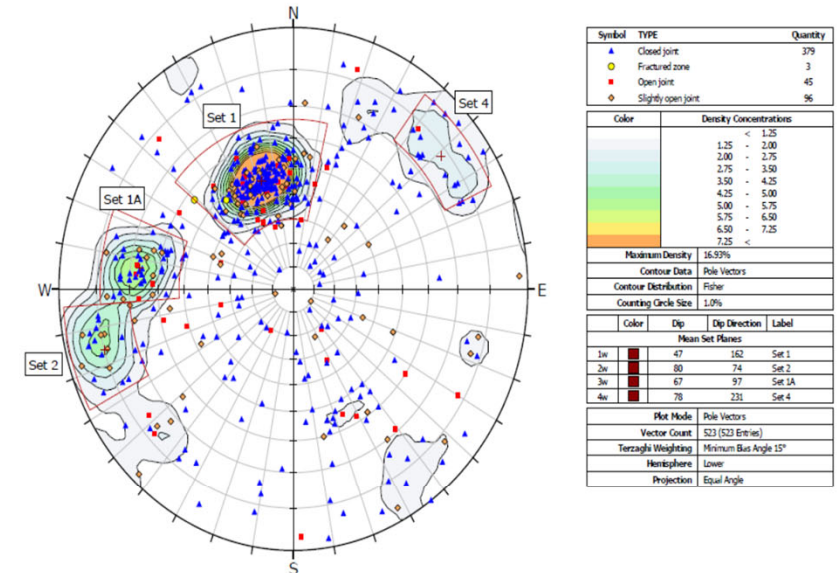 N
Set 4
Set 1
Set 1A
W
E
Set 2
S
Symbol TYPE Quantity
Closed joint 379
Fractured zone 3
Open joint 45
Slightly open joint 96
Color Density Concentrations
< 1.25
1.25 - 2.00
2.00 - 2.75
2.75 - 3.50
3.50 - 4.25
4.25 - 5.00
5.00 - 5.75
5.75 - 6.50
6.50 - 7.25
7.25 <
Maximum Density 16.93%
Contour Data Pole Vectors
Contour Distribution Fisher
Counting Circle Size 1.0%
Color Dip Dip Direction Label
Mean Set Planes
1w 47 162 Set 1
2w 80 74 Set 2
3w 67 97 Set 1A
4w 78 231 Set 4
Plot Mode Pole Vectors
Vector Count 523 (523 Entries)
Terzaghi Weighting Minimum Bias Angle 15°
Hemisphere Lower
Projection Equal Angle